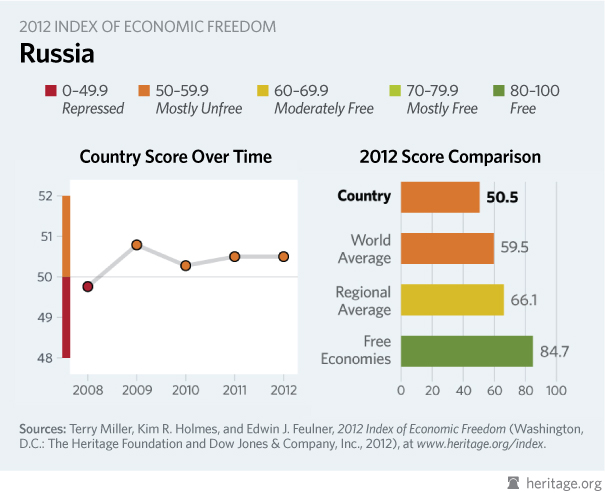 2012 INDEX OF ECONOMIC FREEDOM
Russia
0–49.9
Repressed
50–59.9
Mostly Unfree
60–69.9
Moderately Free
70–79.9
Mostly Free
80–100
Free
Country Score Over Time
52
51
50
49
48
2008 2009 2010 2011 2012
2012 Score Comparison
Country 50.5
World
Average 59.5
Regional
Average 66.1
Free
Economies 84.7
0 20 40 60 80 100
Sources: Terry Miller, Kim R. Holmes, and Edwin J. Feulner, 2012 Index of Economic Freedom (Washington,
D.C.: The Heritage Foundation and Dow Jones & Company, Inc., 2012), at www.heritage.org/index.
heritage.org